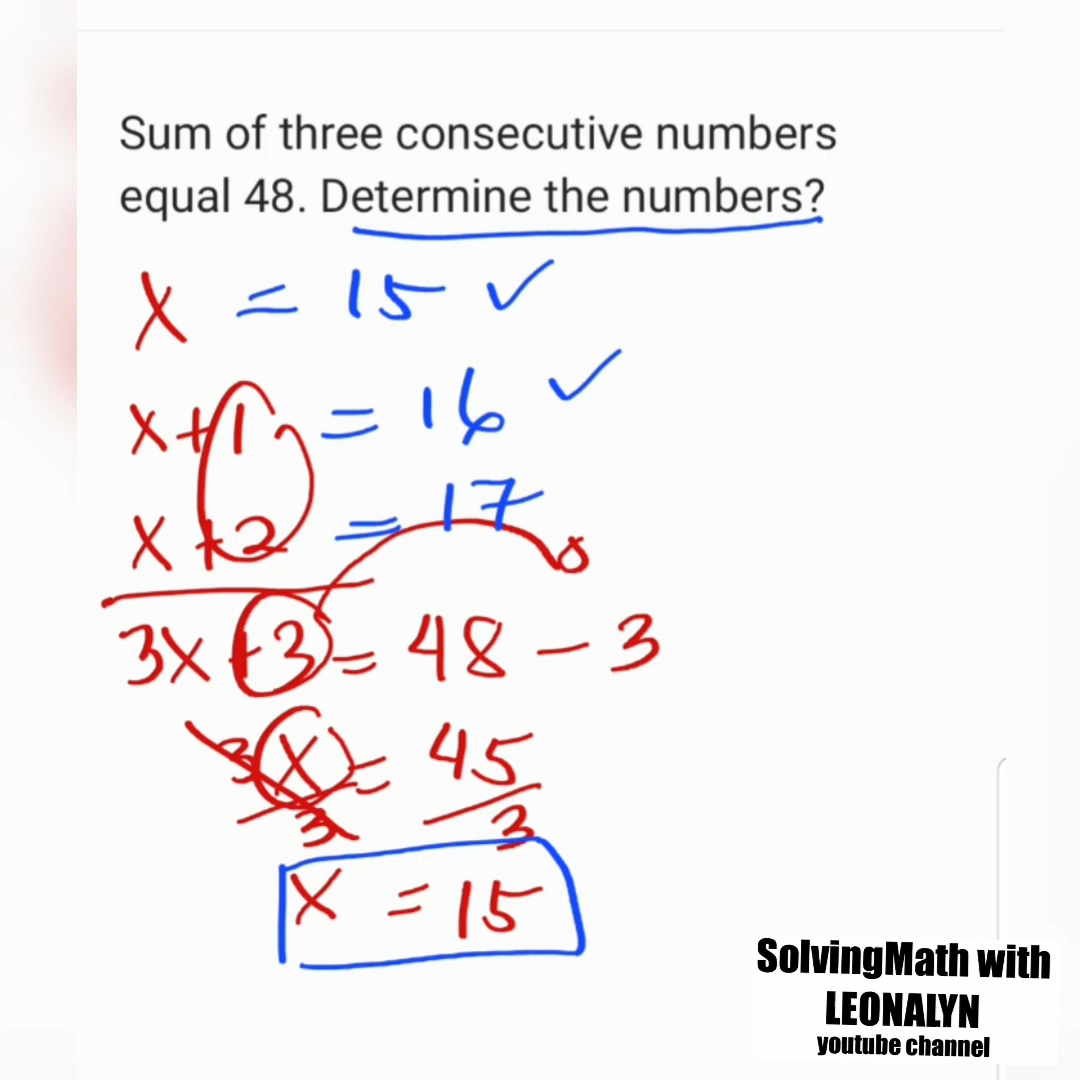 Sum of three consecutive numbers
equal 48. Determine the numbers?
x = 15 ✓
x+1 = 16 ✓
x+2 = 17
3x+3 = 48 - 3
3x = 45
3 3
x = 15
SolvingMath with
LEONALYN
youtube channel